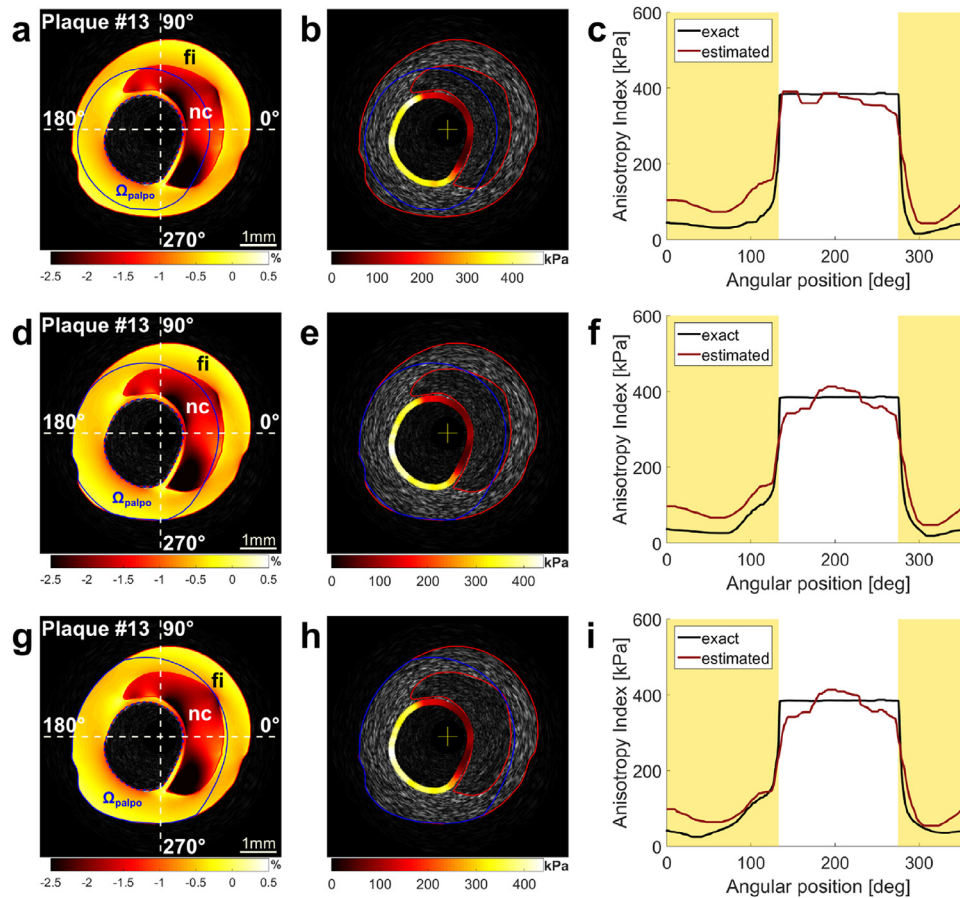 a Plaque #13 90°
fi
nc
180° 0°
Ωpalpo
270° 1mm
-2.5 -2 -1.5 -1 -0.5 0 0.5 %
b
0 100 200 300 400 kPa
c
600
400
200
0
Anisotropy Index [kPa]
exact
estimated
0 100 200 300
Angular position [deg]
d Plaque #13 90°
fi
nc
180° 0°
Ωpalpo
270° 1mm
-2.5 -2 -1.5 -1 -0.5 0 0.5 %
e
0 100 200 300 400 kPa
f
600
400
200
0
Anisotropy Index [kPa]
exact
estimated
0 100 200 300
Angular position [deg]
g Plaque #13 90°
fi
nc
180° 0°
Ωpalpo
270° 1mm
-2.5 -2 -1.5 -1 -0.5 0 0.5 %
h
0 100 200 300 400 kPa
i
600
400
200
0
Anisotropy Index [kPa]
exact
estimated
0 100 200 300
Angular position [deg]